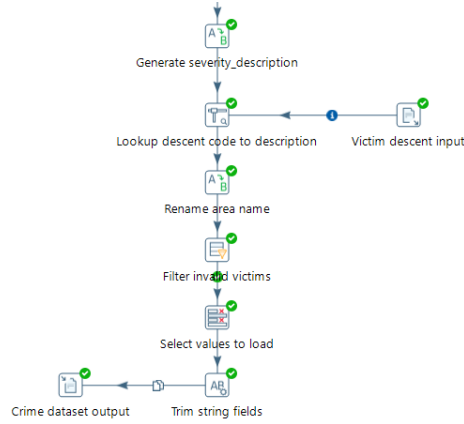 Generate severity_description
Lookup descent code to description
Victim descent input
Rename area name
Filter invalid victims
Select values to load
Crime dataset output
Trim string fields